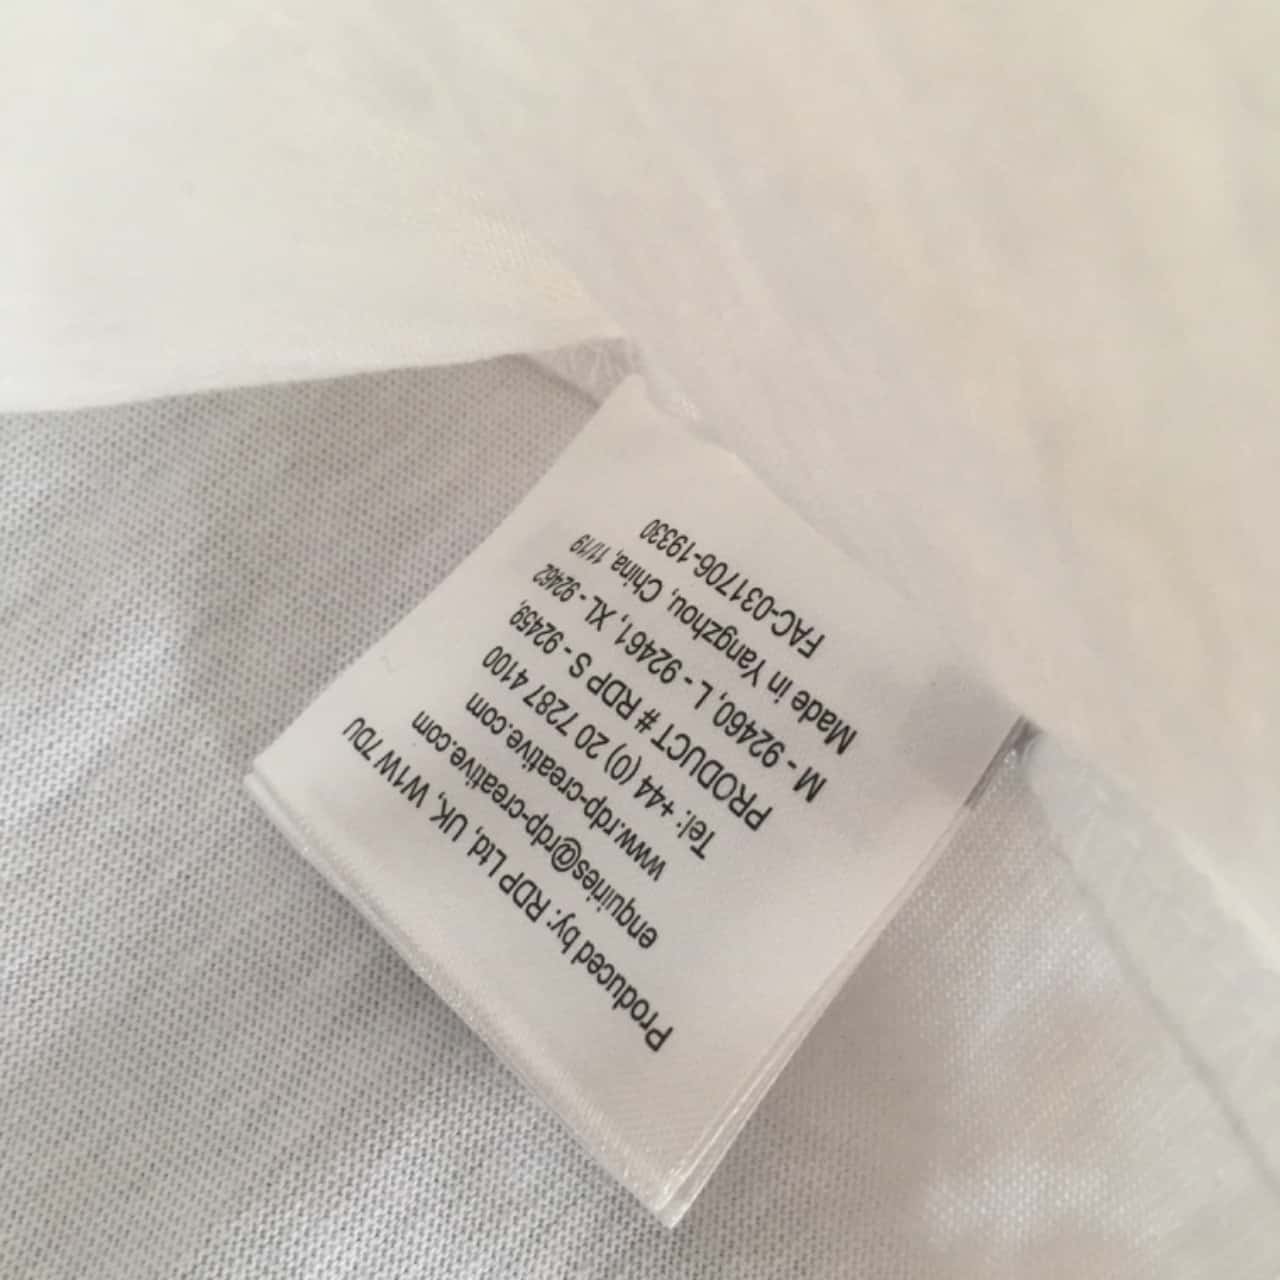 Produced by: RDP Ltd, UK, W1W 7DU
enquiries@rdp-creative.com
www.rdp-creative.com
Tel: +44 (0) 20 7287 4100
PRODUCT # RDP S - 92459,
M - 92460, L - 92461, XL - 92462
Made in Yangzhou, China, 11/19
FAC-031706-19330